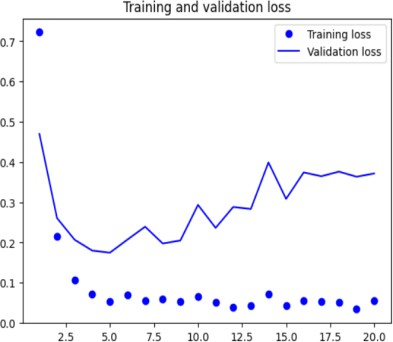 Training and validation loss
Training loss
Validation loss
0.7
0.6
0.5
0.4
0.3
0.2
0.1
0.0
2.5 5.0 7.5 10.0 12.5 15.0 17.5 20.0